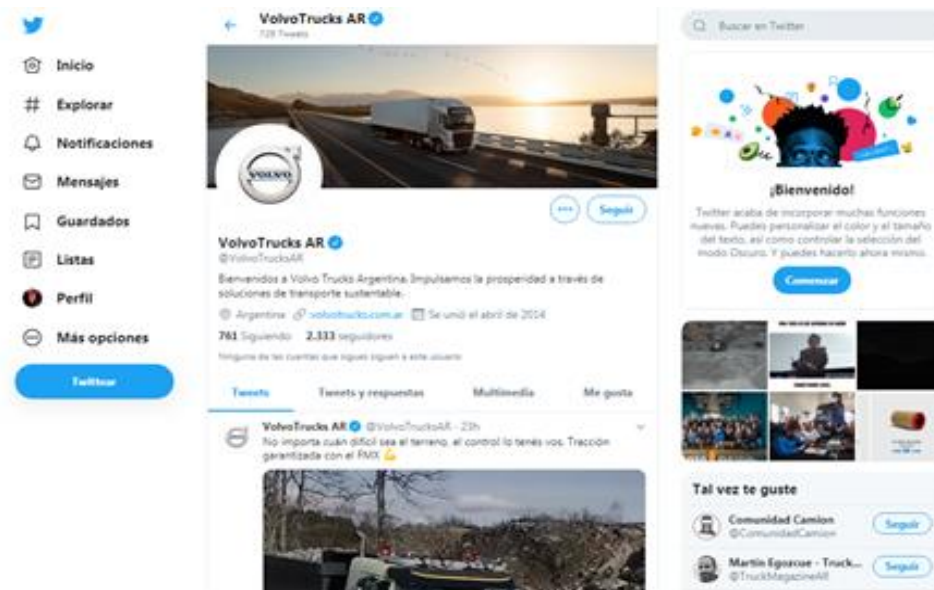 Inicio
Explorar
Notificaciones
Mensajes
Guardados
Listas
Perfil
Más opciones
Twittear
VolvoTrucks AR
728 Tweets
VOLVO
Seguir
VolvoTrucks AR
@VolvoTrucksAR
Bienvenidos a Volvo Trucks Argentina. Impulsamos la prosperidad a través de
soluciones de transporte sustentable.
Argentina volvotrucks.com.ar Se unió el abril de 2014
761 Siguiendo 2.333 seguidores
Ninguna de las cuentas que sigues siguen a este usuario
Tweets Tweets y respuestas Multimedia Me gusta
VolvoTrucks AR @VolvoTrucksAR · 23h
No importa cuán difícil sea el terreno, el control lo tenés vos. Tracción
garantizada con el FMX 💪
Buscar en Twitter
¡Bienvenido!
Twitter acaba de incorporar muchas funciones
nuevas. Puedes personalizar el color y el tamaño
del texto, así como controlar la selección del
modo Oscuro. Y puedes hacerlo ahora mismo.
Comenzar
Tal vez te guste
Comunidad Camion
@ComunidadCamion
Seguir
Martín Egozcue - Truck...
@TruckMagazineAR
Seguir